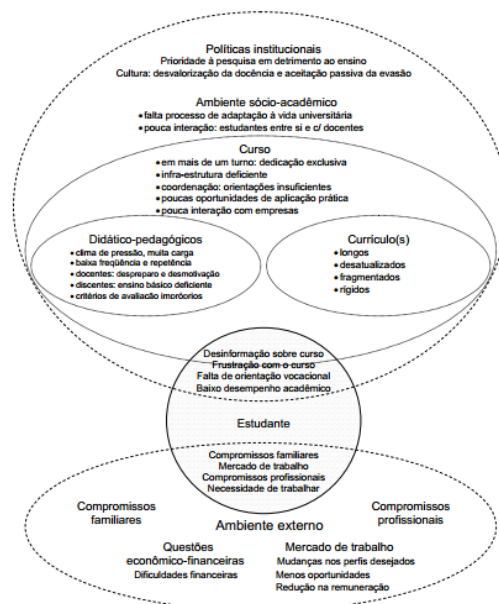 Políticas institucionais
Prioridade à pesquisa em detrimento ao ensino
Cultura: desvalorização da docência e aceitação passiva da evasão
Ambiente sócio-acadêmico
• falta processo de adaptação à vida universitária
• pouca interação: estudantes entre si e c/ docentes
Curso
• em mais de um turno: dedicação exclusiva
• infra-estrutura deficiente
• coordenação: orientações insuficientes
• poucas oportunidades de aplicação prática
• pouca interação com empresas
Didático-pedagógicos
• clima de pressão, muita carga
• baixa freqüência e repetência
• docentes: despreparo e desmotivação
• discentes: ensino básico deficiente
• critérios de avaliação impróprios
Currículo(s)
• longos
• desatualizados
• fragmentados
• rígidos
Desinformação sobre curso
Frustração com o curso
Falta de orientação vocacional
Baixo desempenho acadêmico
Estudante
Compromissos familiares
Mercado de trabalho
Compromissos profissionais
Necessidade de trabalhar
Compromissos
familiares
Compromissos
profissionais
Ambiente externo
Questões
econômico-financeiras
Dificuldades financeiras
Mercado de trabalho
Mudanças nos perfis desejados
Menos oportunidades
Redução na remuneração